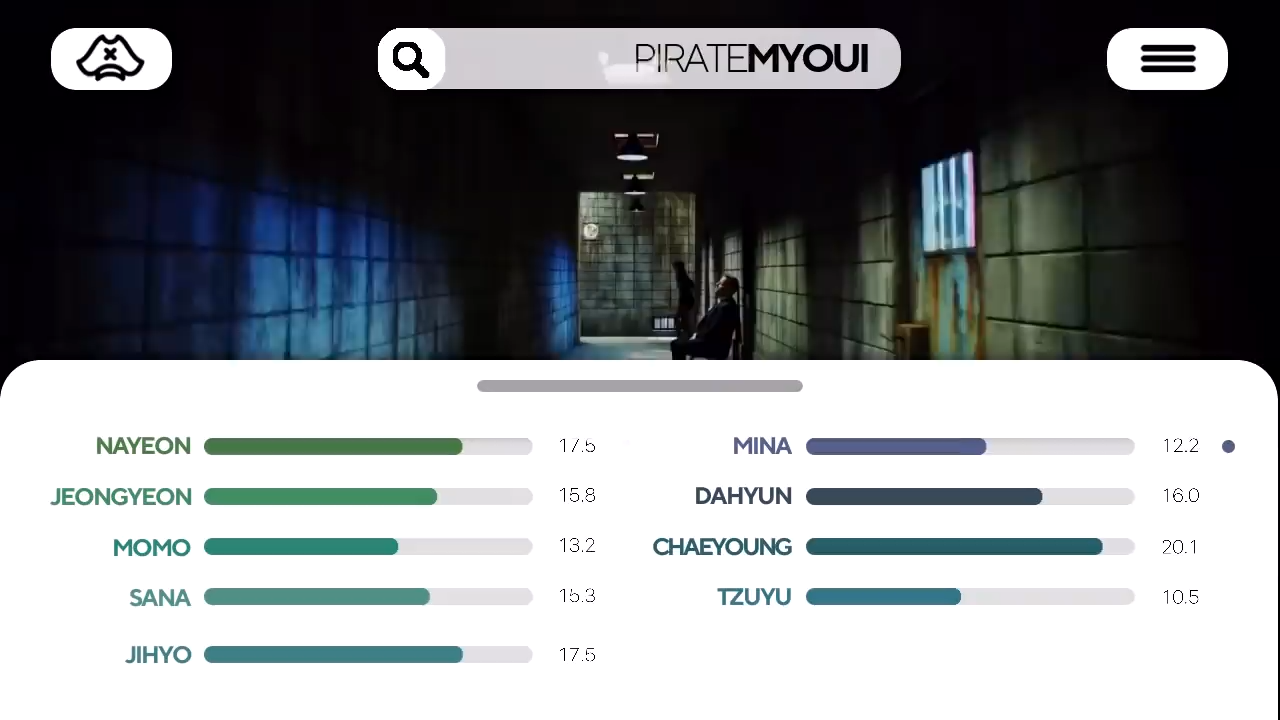 PIRATEMYOUI
NAYEON 17.5
JEONGYEON 15.8
MOMO 13.2
SANA 15.3
JIHYO 17.5
MINA 12.2
DAHYUN 16.0
CHAEYOUNG 20.1
TZUYU 10.5